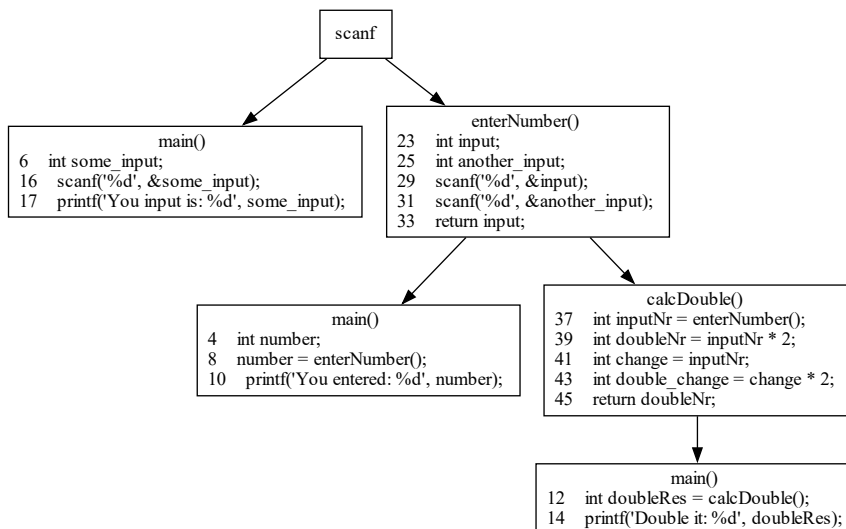 scanf
main()
6 int some_input;
16 scanf('%d', &some_input);
17 printf('You input is: %d', some_input);
enterNumber()
23 int input;
25 int another_input;
29 scanf('%d', &input);
31 scanf('%d', &another_input);
33 return input;
main()
4 int number;
8 number = enterNumber();
10 printf('You entered: %d', number);
calcDouble()
37 int inputNr = enterNumber();
39 int doubleNr = inputNr * 2;
41 int change = inputNr;
43 int double_change = change * 2;
45 return doubleNr;
main()
12 int doubleRes = calcDouble();
14 printf('Double it: %d', doubleRes);